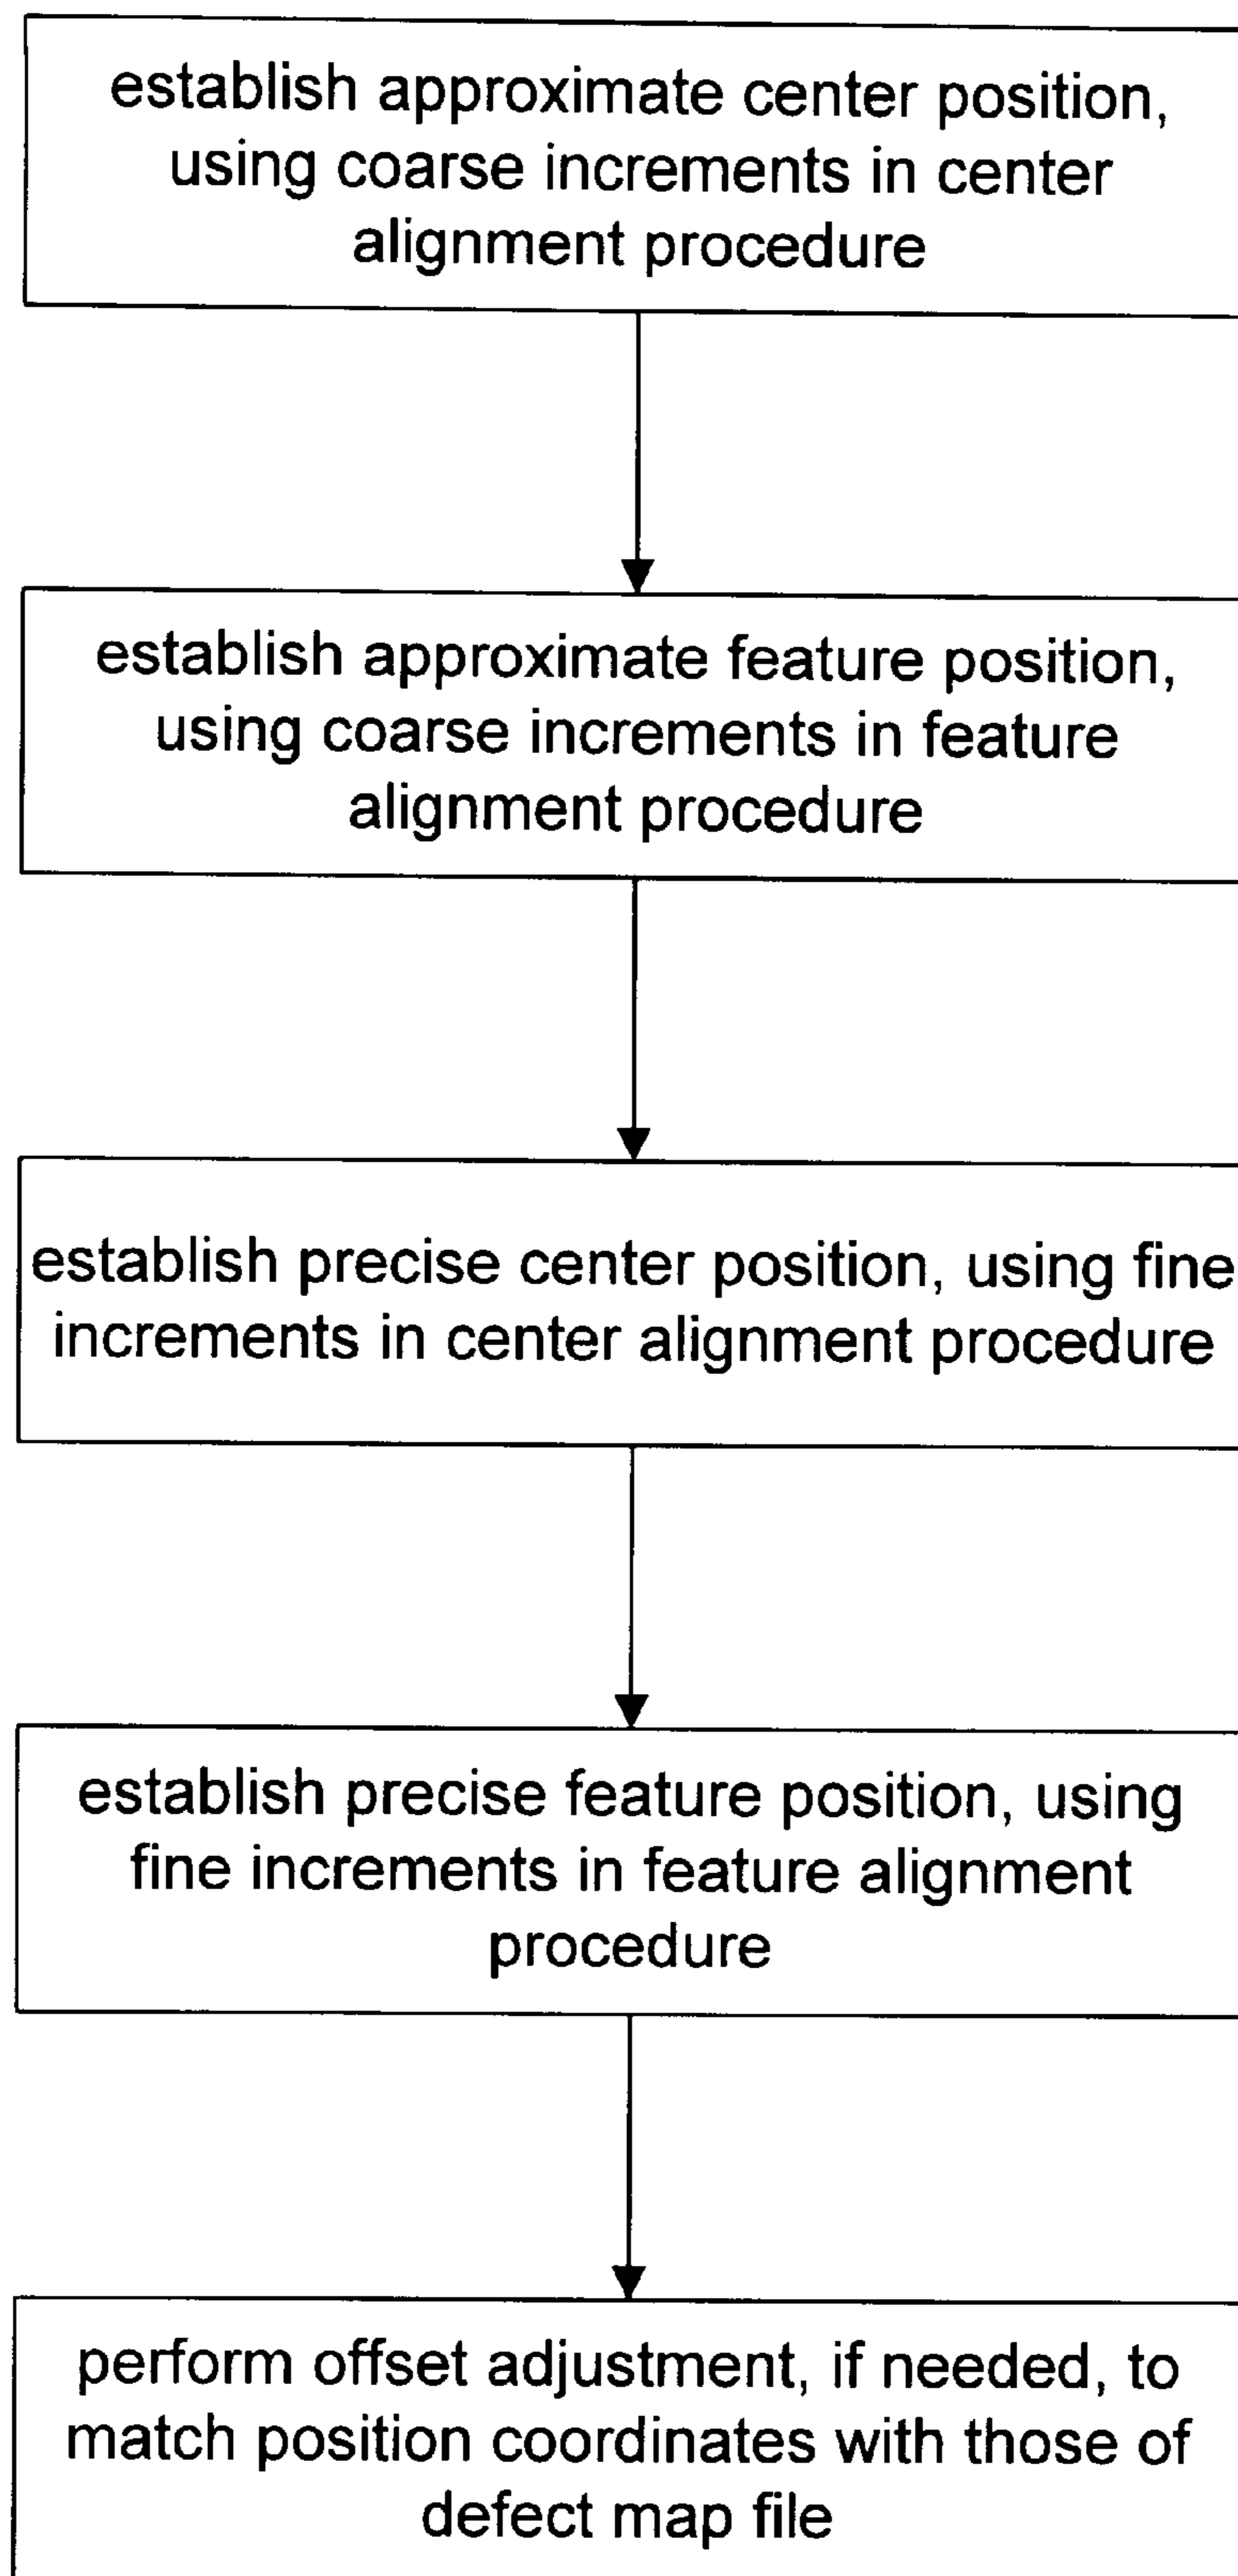 establish approximate center position,
using coarse increments in center
alignment procedure
establish approximate feature position,
using coarse increments in feature
alignment procedure
establish precise center position, using fine
increments in center alignment procedure
establish precise feature position, using
fine increments in feature alignment
procedure
perform offset adjustment, if needed, to
match position coordinates with those of
defect map file